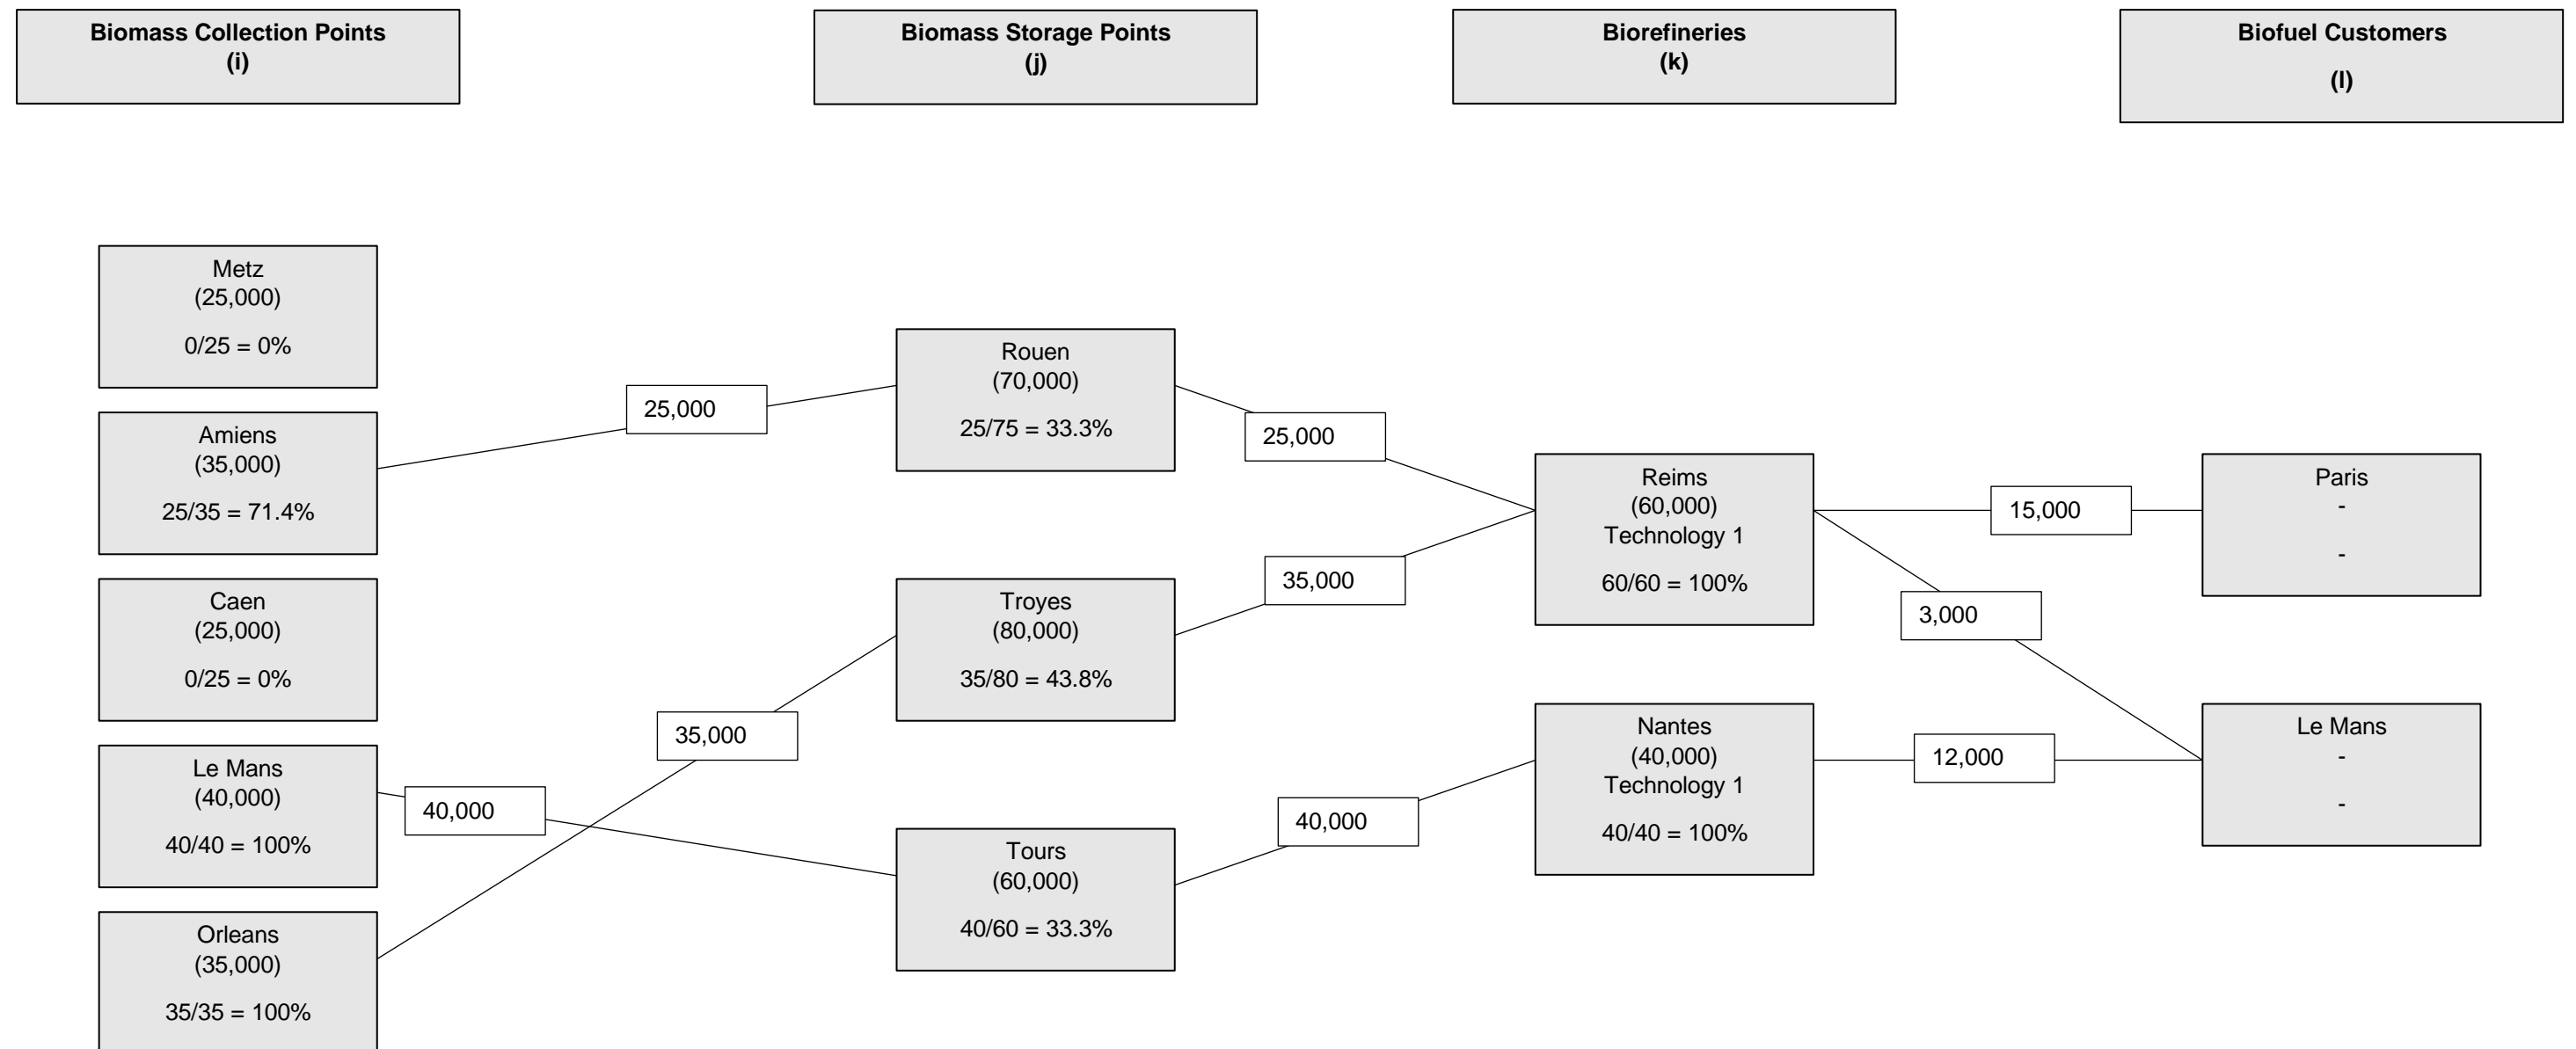 Biomass Collection Points
(i)
Biomass Storage Points
(j)
Biorefineries
(k)
Biofuel Customers
(l)
Metz
(25,000)
0/25 = 0%
Amiens
(35,000)
25/35 = 71.4%
Caen
(25,000)
0/25 = 0%
Le Mans
(40,000)
40/40 = 100%
Orleans
(35,000)
35/35 = 100%
25,000
35,000
40,000
Rouen
(70,000)
25/75 = 33.3%
Troyes
(80,000)
35/80 = 43.8%
Tours
(60,000)
40/60 = 33.3%
25,000
35,000
40,000
Reims
(60,000)
Technology 1
60/60 = 100%
Nantes
(40,000)
Technology 1
40/40 = 100%
15,000
3,000
12,000
Paris
-
-
Le Mans
-
-